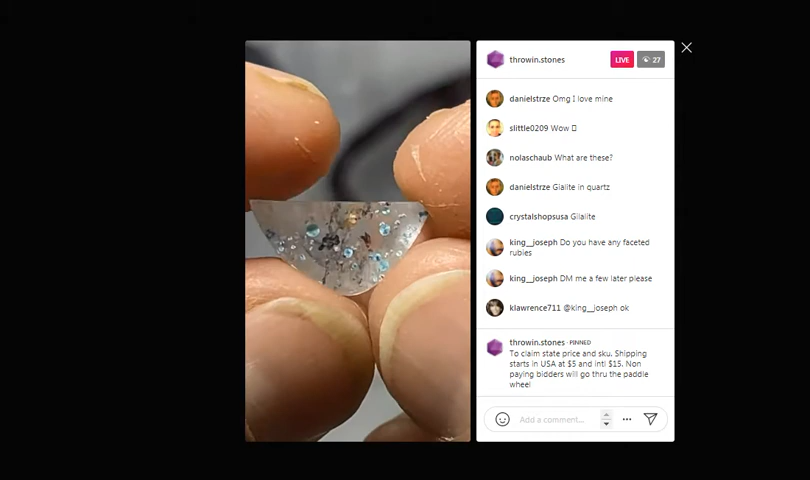 throwin.stones
LIVE
27
danielstrze Omg I love mine
slittle0209 Wow
nolaschaub What are these?
danielstrze Gialite in quartz
crystalshopsusa Gilalite
king__joseph Do you have any faceted
rubies
king__joseph DM me a few later please
klawrence711 @king__joseph ok
throwin.stones · PINNED
To claim state price and sku. Shipping
starts in USA at $5 and intl $15. Non
paying bidders will go thru the paddle
wheel
Add a comment...